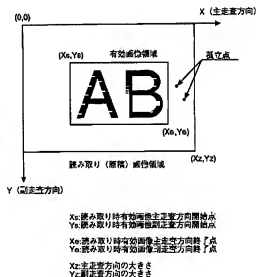 (0,0)
X（主走査方向）
(Xs,Ys)
有効画像領域
孤立点
AB
(Xe,Ye)
(Xz,Yz)
読み取り（原稿）画像領域
Y（副走査方向）
Xs:読み取り時有効画像主走査方向開始点
Ys:読み取り時有効画像副走査方向開始点
Xe:読み取り時有効画像主走査方向終了点
Ye:読み取り時有効画像副走査方向終了点
Xz:主走査方向の大きさ
Yz:副走査方向の大きさ